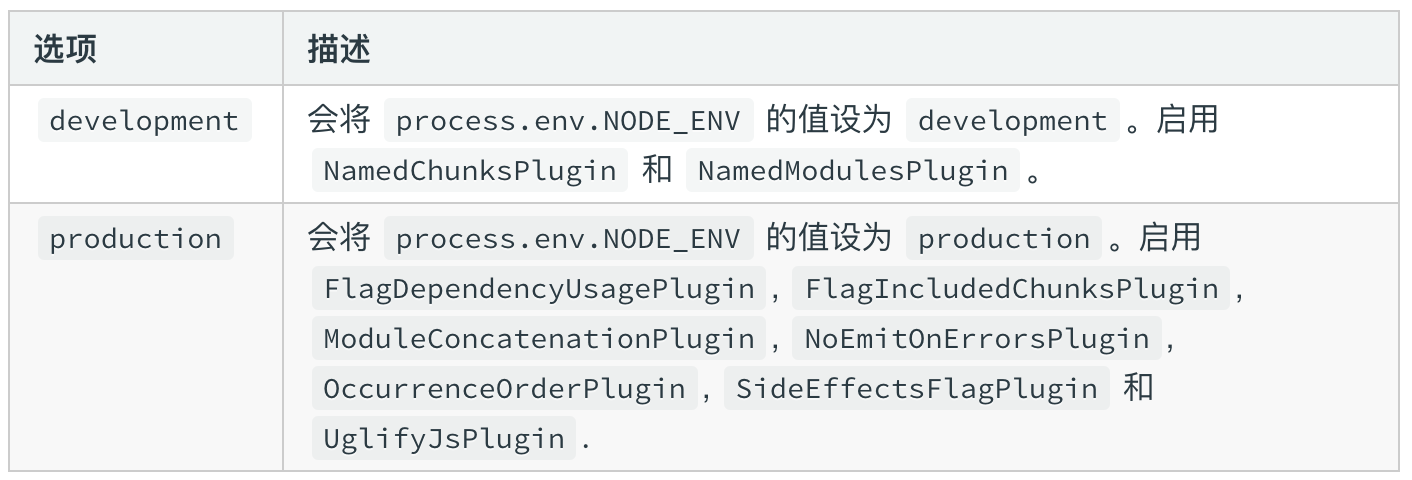 选项 描述
development 会将 process.env.NODE_ENV 的值设为 development 。启用
NamedChunksPlugin 和 NamedModulesPlugin 。
production 会将 process.env.NODE_ENV 的值设为 production 。启用
FlagDependencyUsagePlugin , FlagIncludedChunksPlugin ,
ModuleConcatenationPlugin , NoEmitOnErrorsPlugin ,
OccurrenceOrderPlugin , SideEffectsFlagPlugin 和
UglifyJsPlugin .